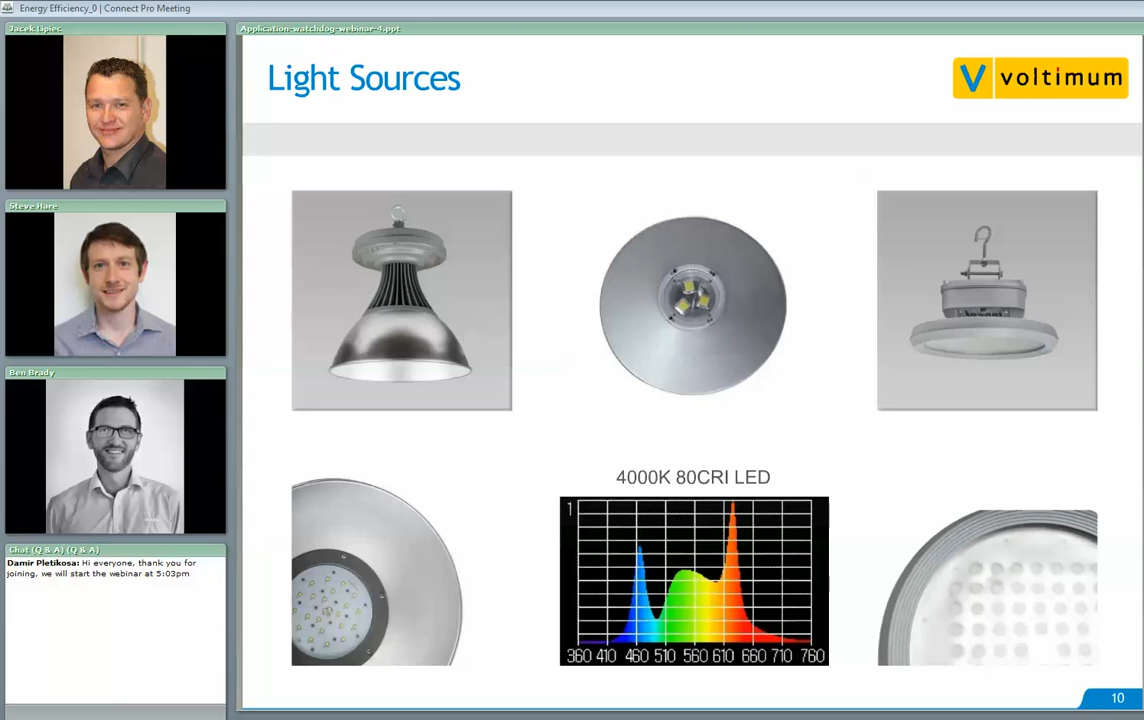 Energy Efficiency_0 | Connect Pro Meeting
Jacek Lipiec
Steve Hare
Ben Brady
Chat (Q & A) (Q & A)
Damir Pletikosa: Hi everyone, thank you for
joining, we will start the webinar at 5:03pm
Application-watchdog-webinar-4.ppt
Light Sources
V voltimum
4000K 80CRI LED
1
360 410 460 510 560 610 660 710 760
10